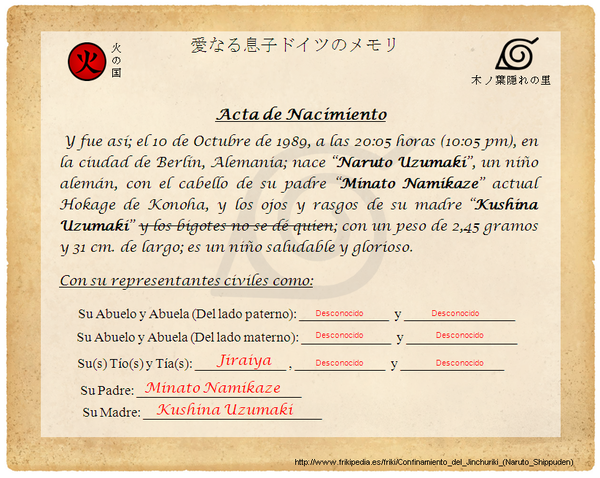 愛なる息子ドイツのメモリ
火
火の国
木ノ葉隠れの里
Acta de Nacimiento
Y fue así; el 10 de Octubre de 1989, a las 20:05 horas (10:05 pm), en
la ciudad de Berlín, Alemania; nace “Naruto Uzumaki”, un niño
alemán, con el cabello de su padre “Minato Namikaze” actual
Hokage de Konoha, y los ojos y rasgos de su madre “Kushina
Uzumaki” y los bigotes no se dé quien; con un peso de 2,45 gramos
y 31 cm. de largo; es un niño saludable y glorioso.
Con su representantes civiles como:
Su Abuelo y Abuela (Del lado paterno): Desconocido y Desconocido
Su Abuelo y Abuela (Del lado materno): Desconocido y Desconocido
Su(s) Tío(s) y Tía(s): Jiraiya , Desconocido y Desconocido
Su Padre: Minato Namikaze
Su Madre: Kushina Uzumaki
http://www.frikipedia.es/friki/Confinamiento_del_Jinchuriki_(Naruto_Shippuden)